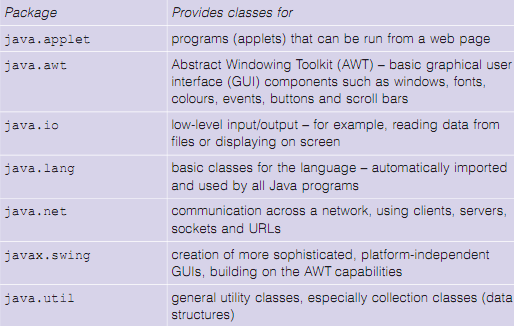 Package Provides classes for
java.applet programs (applets) that can be run from a web page
java.awt Abstract Windowing Toolkit (AWT) – basic graphical user
interface (GUI) components such as windows, fonts,
colours, events, buttons and scroll bars
java.io low-level input/output – for example, reading data from
files or displaying on screen
java.lang basic classes for the language – automatically imported
and used by all Java programs
java.net communication across a network, using clients, servers,
sockets and URLs
javax.swing creation of more sophisticated, platform-independent
GUIs, building on the AWT capabilities
java.util general utility classes, especially collection classes (data
structures)